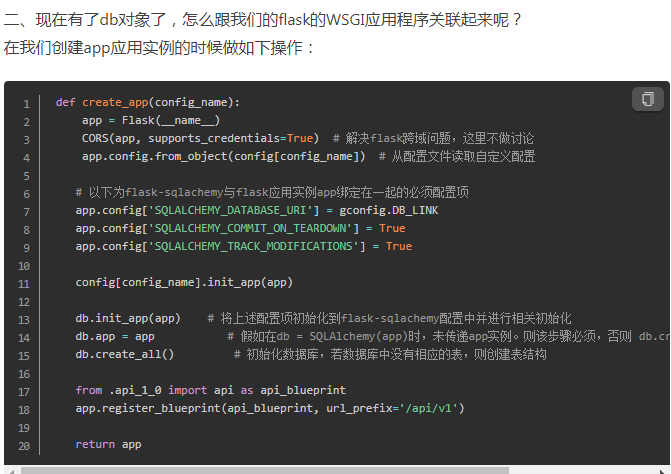 二、现在有了db对象了，怎么跟我们的flask的WSGI应用程序关联起来呢？
在我们创建app应用实例的时候做如下操作：
1 def create_app(config_name):
2 app = Flask(__name__)
3 CORS(app, supports_credentials=True) # 解决flask跨域问题，这里不做讨论
4 app.config.from_object(config[config_name]) # 从配置文件读取自定义配置
5
6 # 以下为flask-sqlachemy与flask应用实例app绑定在一起的必须配置项
7 app.config['SQLALCHEMY_DATABASE_URI'] = gconfig.DB_LINK
8 app.config['SQLALCHEMY_COMMIT_ON_TEARDOWN'] = True
9 app.config['SQLALCHEMY_TRACK_MODIFICATIONS'] = True
10
11 config[config_name].init_app(app)
12
13 db.init_app(app) # 将上述配置项初始化到flask-sqlachemy配置中并进行相关初始化
14 db.app = app # 假如在db = SQLAlchemy(app)时，未传递app实例。则该步骤必须，否则 db.cr
15 db.create_all() # 初始化数据库，若数据库中没有相应的表，则创建表结构
16
17 from .api_1_0 import api as api_blueprint
18 app.register_blueprint(api_blueprint, url_prefix='/api/v1')
19
20 return app